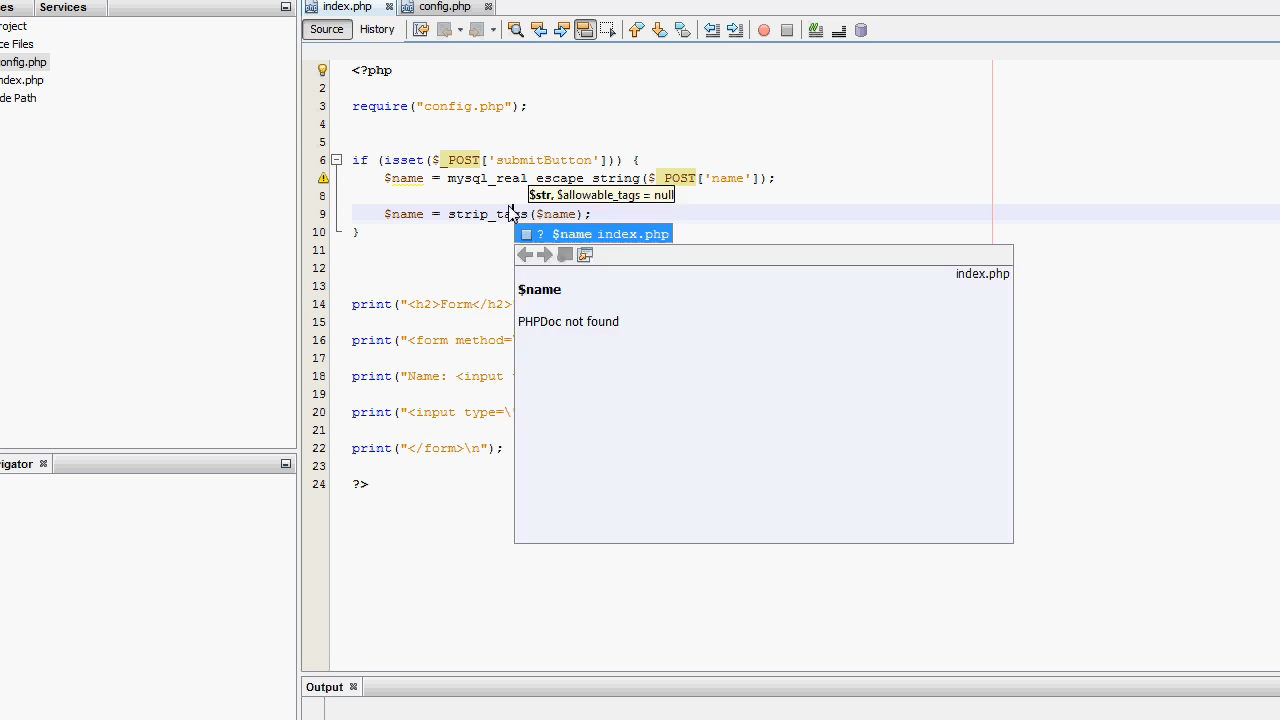 es Services
roject
ce Files
config.php
ndex.php
de Path
vigator
index.php config.php
Source History
<?php
2
3 require("config.php");
4
5
6 if (isset($_POST['submitButton'])) {
$name = mysql_real_escape_string($_POST['name']);
8 $str, $allowable_tags = null
9 $name = strip_tags($name);
10 }
? $name index.php
11
index.php
12
13 $name
14 print("<h2>Form</h2>
15 PHPDoc not found
16 print("<form method=\
17
18 print("Name: <input
19
20 print("<input type=\
21
22 print("</form>\n");
23
24 ?>
Output